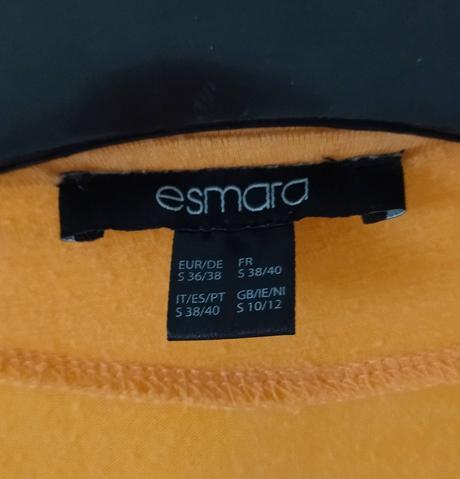 esmara
EUR/DE FR
S 36/38 S 38/40
IT/ES/PT GB/IE/NI
S 38/40 S 10/12